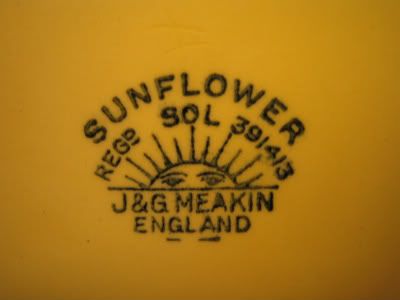 SUNFLOWER
SOL
REGD 391413
J&G MEAKIN
ENGLAND